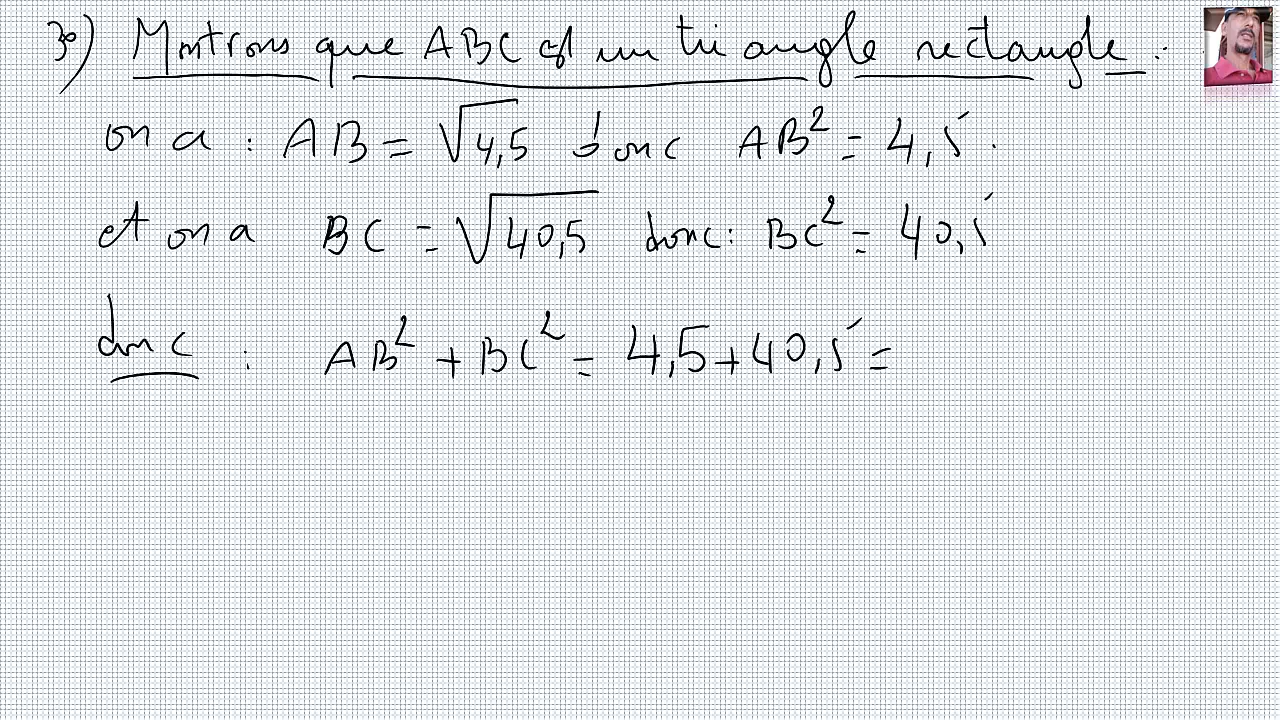 3°) Montrons que ABC est un triangle rectangle :
on a : AB = √4,5 donc AB² = 4,5.
et on a BC = √40,5 donc : BC² = 40,5
donc : AB² + BC² = 4,5 + 40,5 =